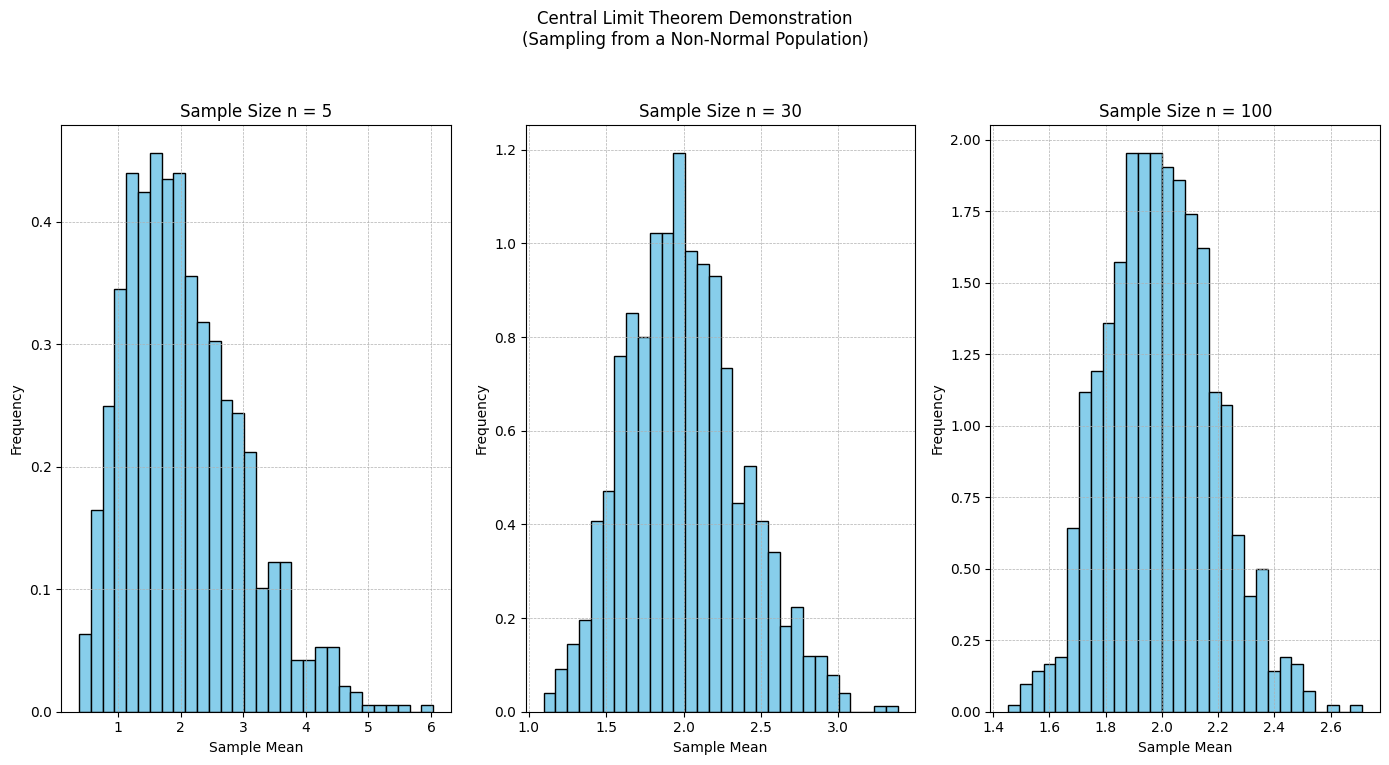 Central Limit Theorem Demonstration
(Sampling from a Non-Normal Population)
Sample Size n = 5
Frequency
0.4
0.3
0.2
0.1
0.0
1 2 3 4 5 6
Sample Mean
Sample Size n = 30
Frequency
1.2
1.0
0.8
0.6
0.4
0.2
0.0
1.0 1.5 2.0 2.5 3.0
Sample Mean
Sample Size n = 100
Frequency
2.00
1.75
1.50
1.25
1.00
0.75
0.50
0.25
0.00
1.4 1.6 1.8 2.0 2.2 2.4 2.6
Sample Mean